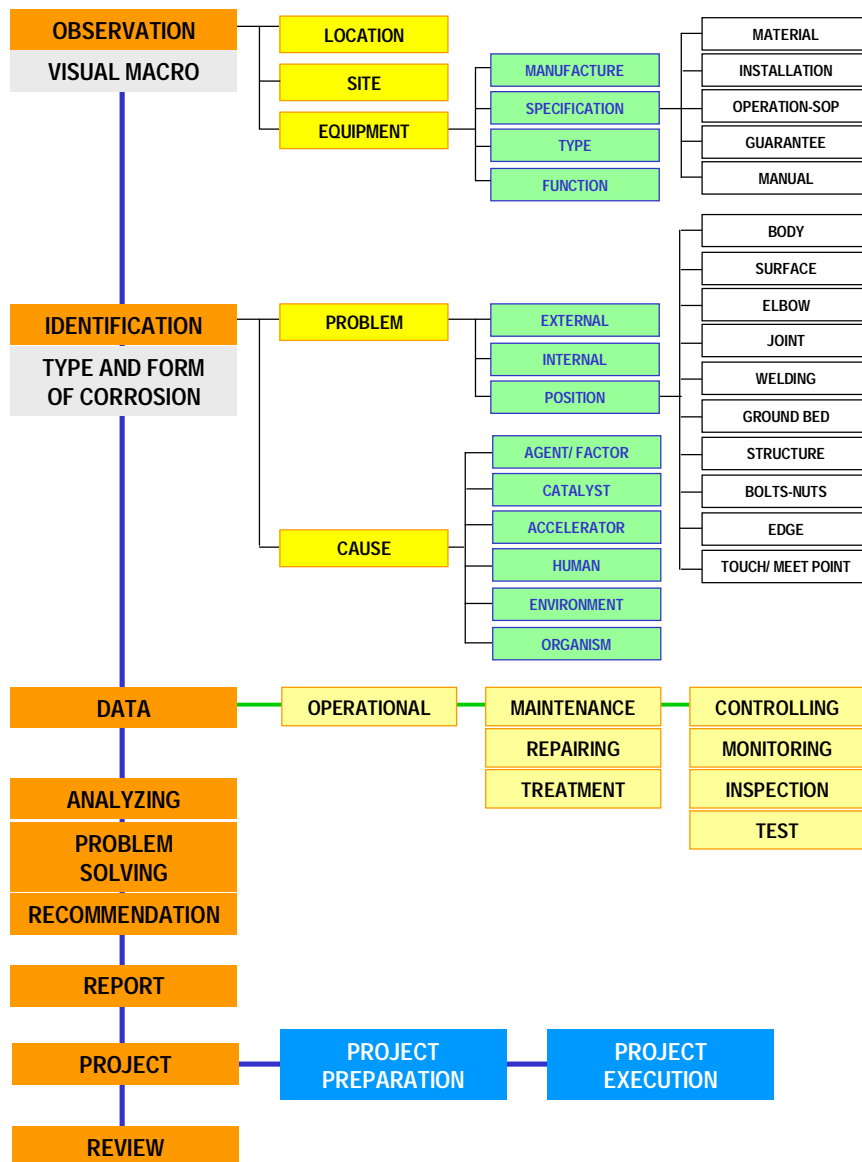 OBSERVATION
VISUAL MACRO
LOCATION
SITE
EQUIPMENT
MANUFACTURE
SPECIFICATION
TYPE
FUNCTION
MATERIAL
INSTALLATION
OPERATION-SOP
GUARANTEE
MANUAL
IDENTIFICATION
TYPE AND FORM
OF CORROSION
PROBLEM
EXTERNAL
INTERNAL
POSITION
BODY
SURFACE
ELBOW
JOINT
WELDING
GROUND BED
STRUCTURE
BOLTS-NUTS
EDGE
TOUCH/ MEET POINT
CAUSE
AGENT/ FACTOR
CATALYST
ACCELERATOR
HUMAN
ENVIRONMENT
ORGANISM
DATA
OPERATIONAL
MAINTENANCE
REPAIRING
TREATMENT
CONTROLLING
MONITORING
INSPECTION
TEST
ANALYZING
PROBLEM
SOLVING
RECOMMENDATION
REPORT
PROJECT
PROJECT
PREPARATION
PROJECT
EXECUTION
REVIEW